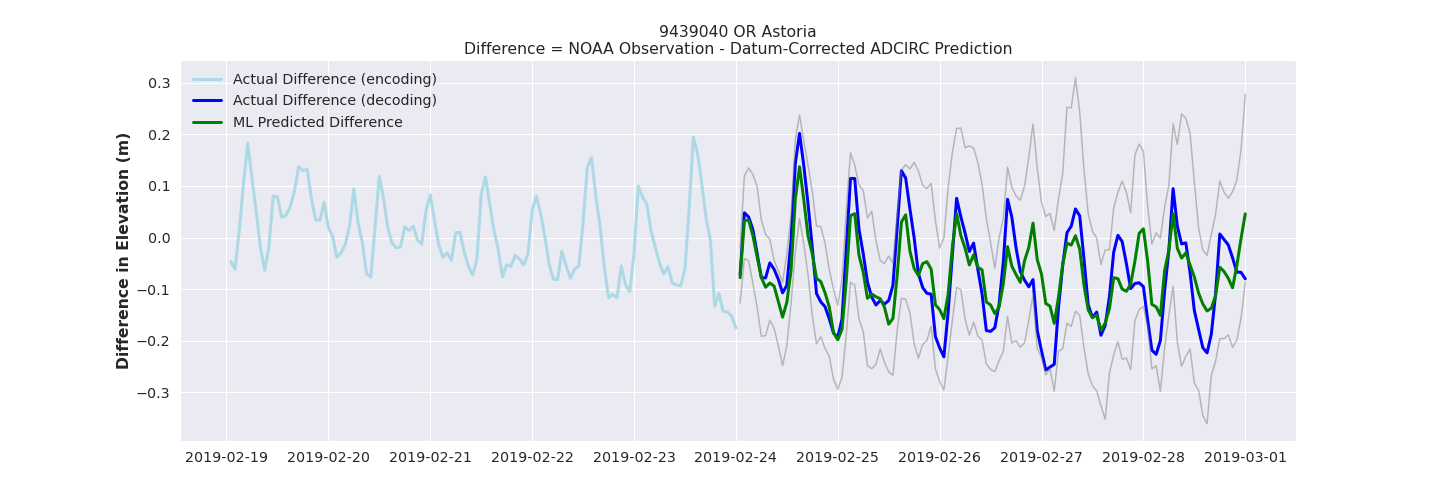 9439040 OR Astoria
Difference = NOAA Observation - Datum-Corrected ADCIRC Prediction
Actual Difference (encoding)
Actual Difference (decoding)
ML Predicted Difference
Difference in Elevation (m)
0.3
0.2
0.1
0.0
−0.1
−0.2
−0.3
2019-02-19 2019-02-20 2019-02-21 2019-02-22 2019-02-23 2019-02-24 2019-02-25 2019-02-26 2019-02-27 2019-02-28 2019-03-01